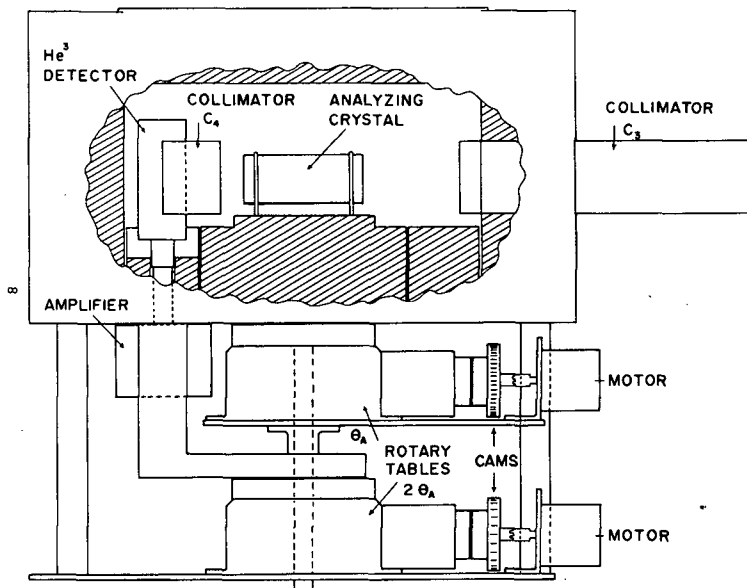 He³
DETECTOR
COLLIMATOR
C₄
ANALYZING
CRYSTAL
COLLIMATOR
C₃
8
AMPLIFIER
MOTOR
θA
ROTARY
TABLES
2 θA
CAMS
MOTOR